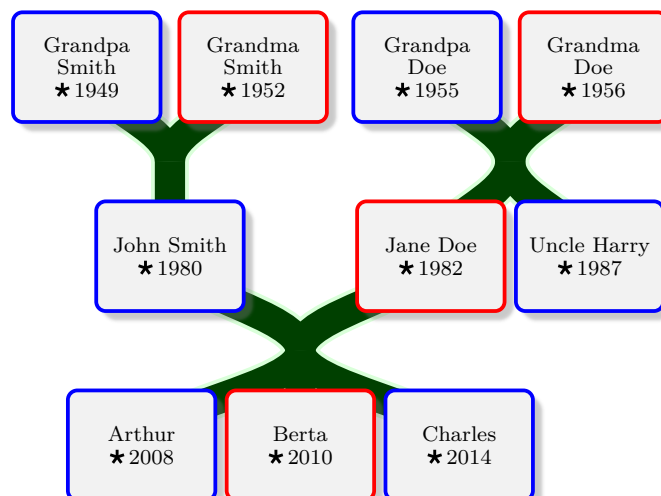 Grandpa
Smith
★ 1949
Grandma
Smith
★ 1952
Grandpa
Doe
★ 1955
Grandma
Doe
★ 1956
John Smith
★ 1980
Jane Doe
★ 1982
Uncle Harry
★ 1987
Arthur
★ 2008
Berta
★ 2010
Charles
★ 2014